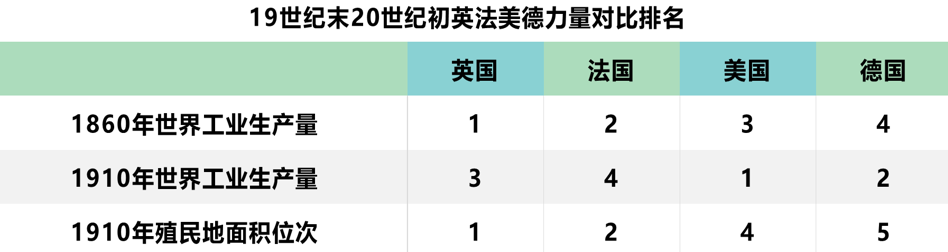 19世纪末20世纪初英法美德力量对比排名
英国 法国 美国 德国
1860年世界工业生产量 1 2 3 4
1910年世界工业生产量 3 4 1 2
1910年殖民地面积位次 1 2 4 5